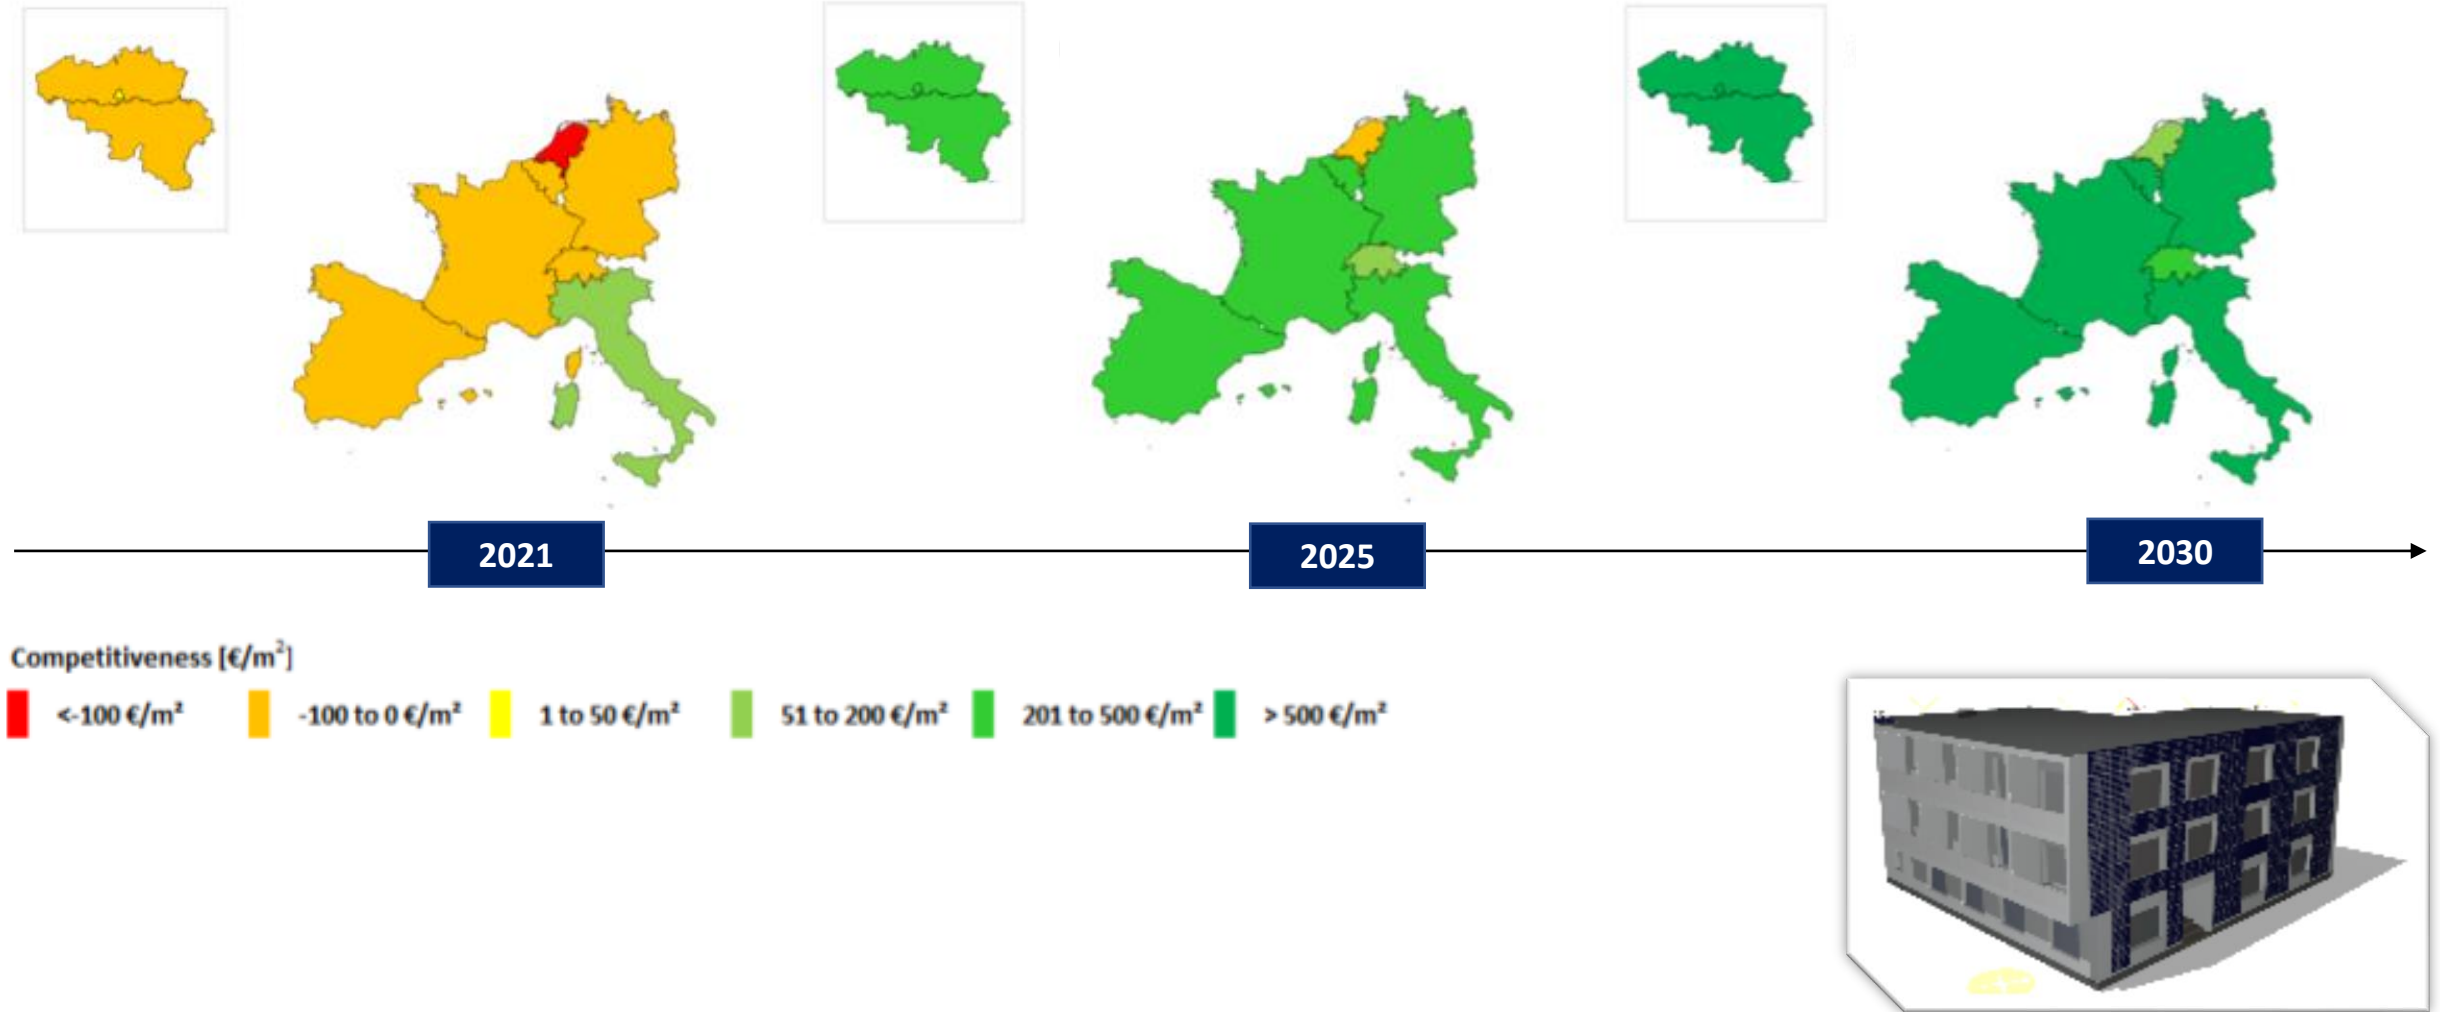 2021
2025
2030
Competitiveness [€/m²]
<-100 €/m²
-100 to 0 €/m²
1 to 50 €/m²
51 to 200 €/m²
201 to 500 €/m²
> 500 €/m²